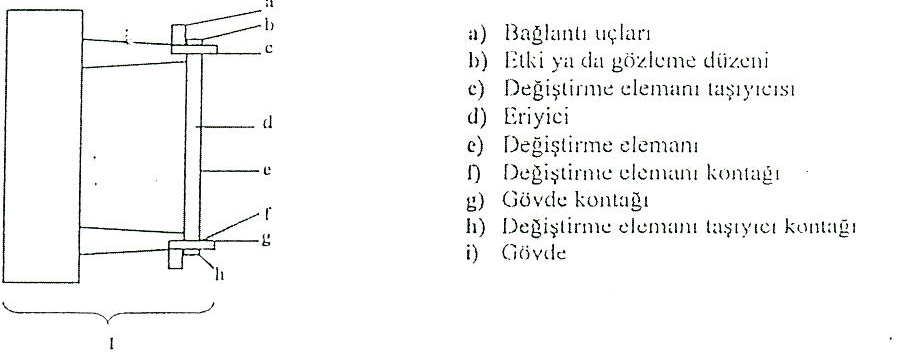 a
b
c
d
e
f
g
h
I
a) Bağlantı uçları
b) Etki ya da gözleme düzeni
c) Değiştirme elemanı taşıyıcısı
d) Eriyici
e) Değiştirme elemanı
f) Değiştirme elemanı kontağı
g) Gövde kontağı
h) Değiştirme elemanı taşıyıcı kontağı
i) Gövde